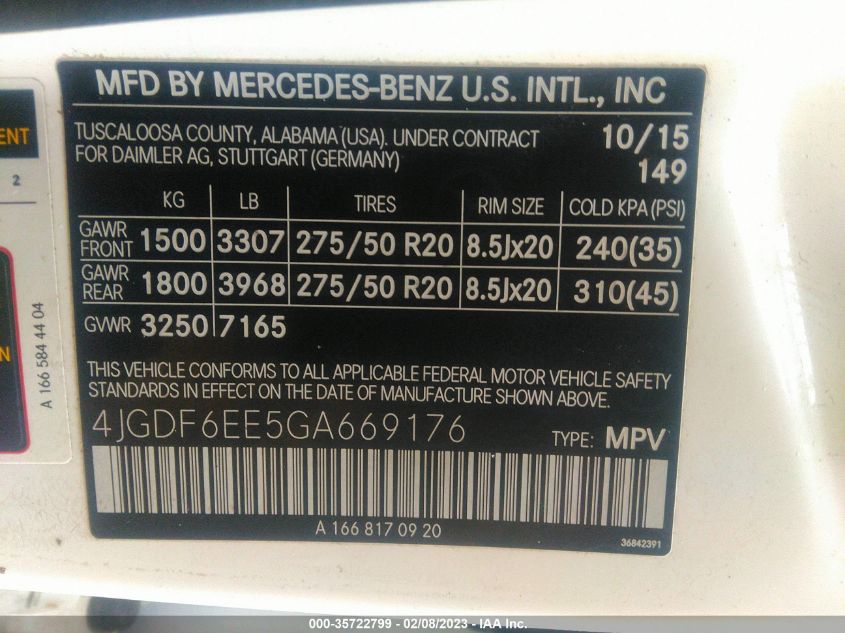 MFD BY MERCEDES-BENZ U.S. INTL., INC
TUSCALOOSA COUNTY, ALABAMA (USA). UNDER CONTRACT
FOR DAIMLER AG, STUTTGART (GERMANY)
10/15
149
KG LB TIRES RIM SIZE COLD KPA (PSI)
GAWR FRONT 1500 3307 275/50 R20 8.5Jx20 240(35)
GAWR REAR 1800 3968 275/50 R20 8.5Jx20 310(45)
GVWR 3250 7165
THIS VEHICLE CONFORMS TO ALL APPLICABLE FEDERAL MOTOR VEHICLE SAFETY
STANDARDS IN EFFECT ON THE DATE OF MANUFACTURE SHOWN ABOVE.
4JGDF6EE5GA669176 TYPE: MPV
A 166 817 09 20
36842391
ENT
2
N
A 166 584 44 04
000-35722799 - 02/08/2023 - IAA Inc.